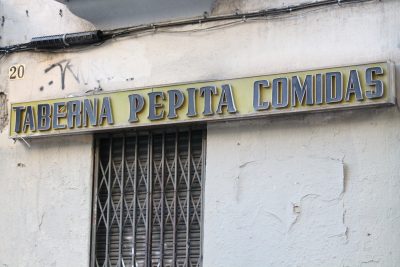 20
TABERNA PEPITA COMIDAS